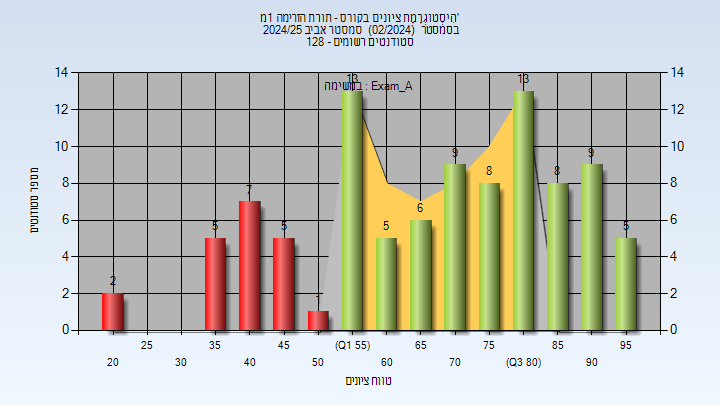 הִיסטוֹגְרָמַת ציונים בקורס - תורת הזרימה 1מ'
בסמסטר (02/2024) סמסטר אביב 2024/25
סטודנטים רשומים - 128
במשימה : Exam_A
מספר סטודנטים
14 12 10 8 6 4 2 0
14 12 10 8 6 4 2 0
2 5 7 5 1 13 5 6 9 8 13 8 9 5
25 35 45 (Q1 55) 65 75 85 95
20 30 40 50 60 70 (Q3 80) 90
טווח ציונים